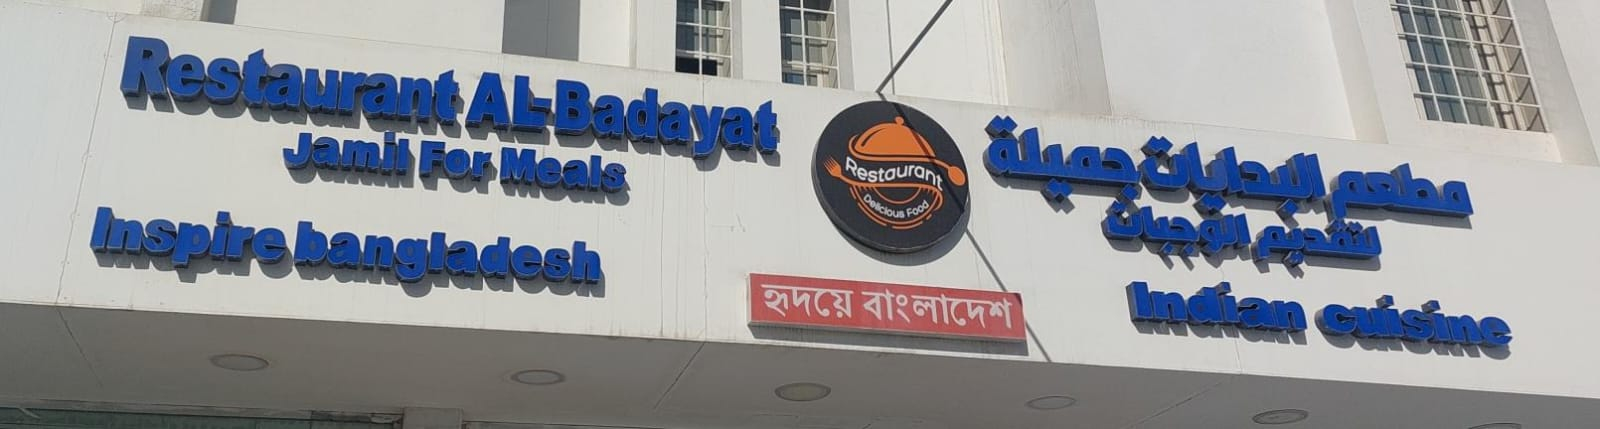 Restaurant AL-Badayat
Jamil For Meals
Inspire bangladesh
Restaurant
Delicious Food
হৃদয়ে বাংলাদেশ
مطعم البدايات جميلة
لتقديم الوجبات
Indian cuisine